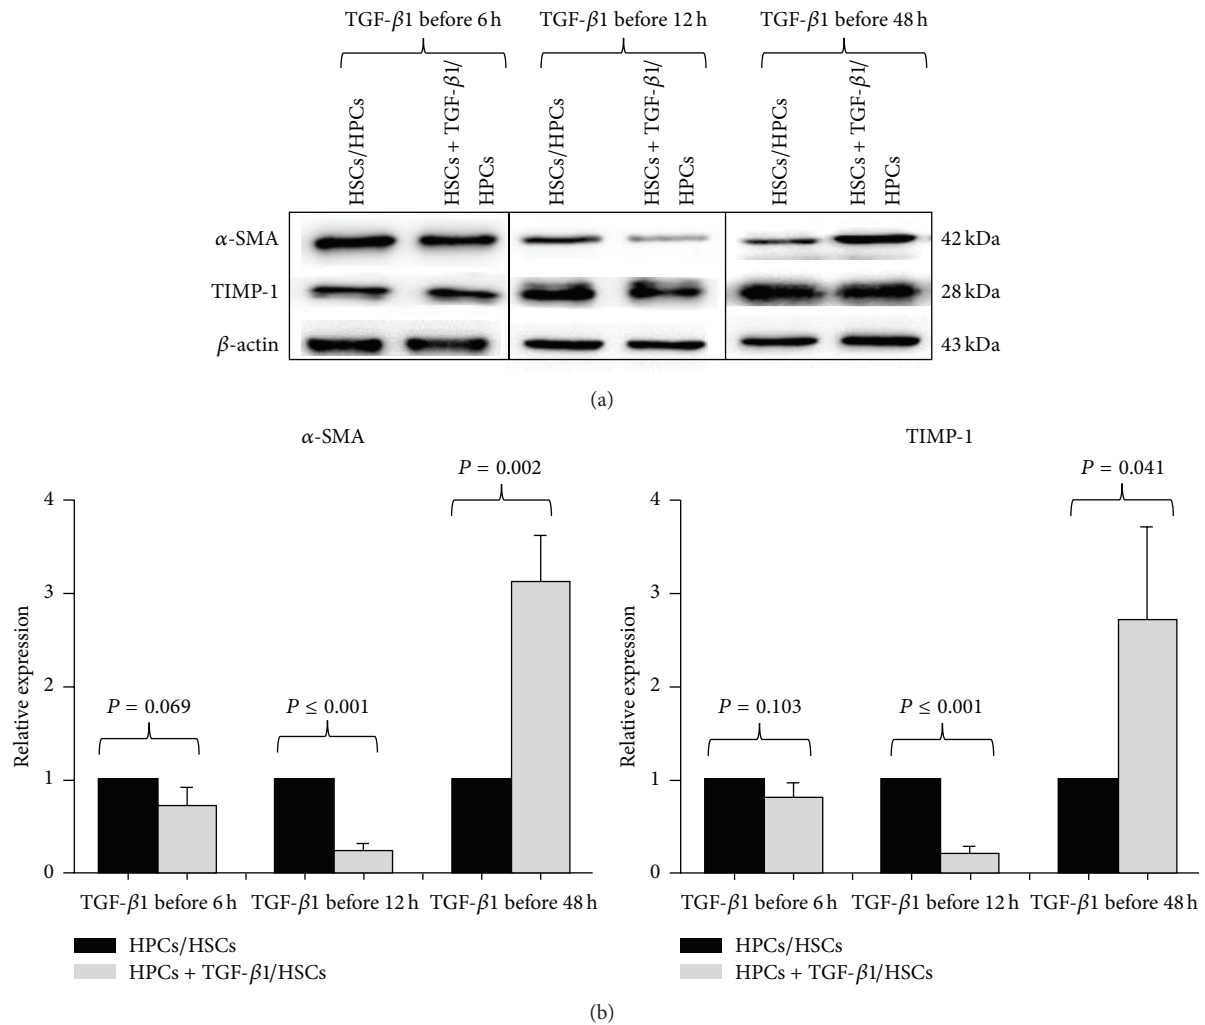 TGF-β1 before 6 h TGF-β1 before 12 h TGF-β1 before 48 h
HSCs/HPCs
HSCs + TGF-β1/
HPCs
HSCs/HPCs
HSCs + TGF-β1/
HPCs
HSCs/HPCs
HSCs + TGF-β1/
HPCs
α-SMA 42 kDa
TIMP-1 28 kDa
β-actin 43 kDa
(a)
α-SMA
P = 0.002
4
3
2
1
0
Relative expression
P = 0.069
P ≤ 0.001
TGF-β1 before 6 h TGF-β1 before 12 h TGF-β1 before 48 h
HPCs/HSCs
HPCs + TGF-β1/HSCs
TIMP-1
P = 0.041
4
3
2
1
0
Relative expression
P = 0.103
P ≤ 0.001
TGF-β1 before 6 h TGF-β1 before 12 h TGF-β1 before 48 h
HPCs/HSCs
HPCs + TGF-β1/HSCs
(b)